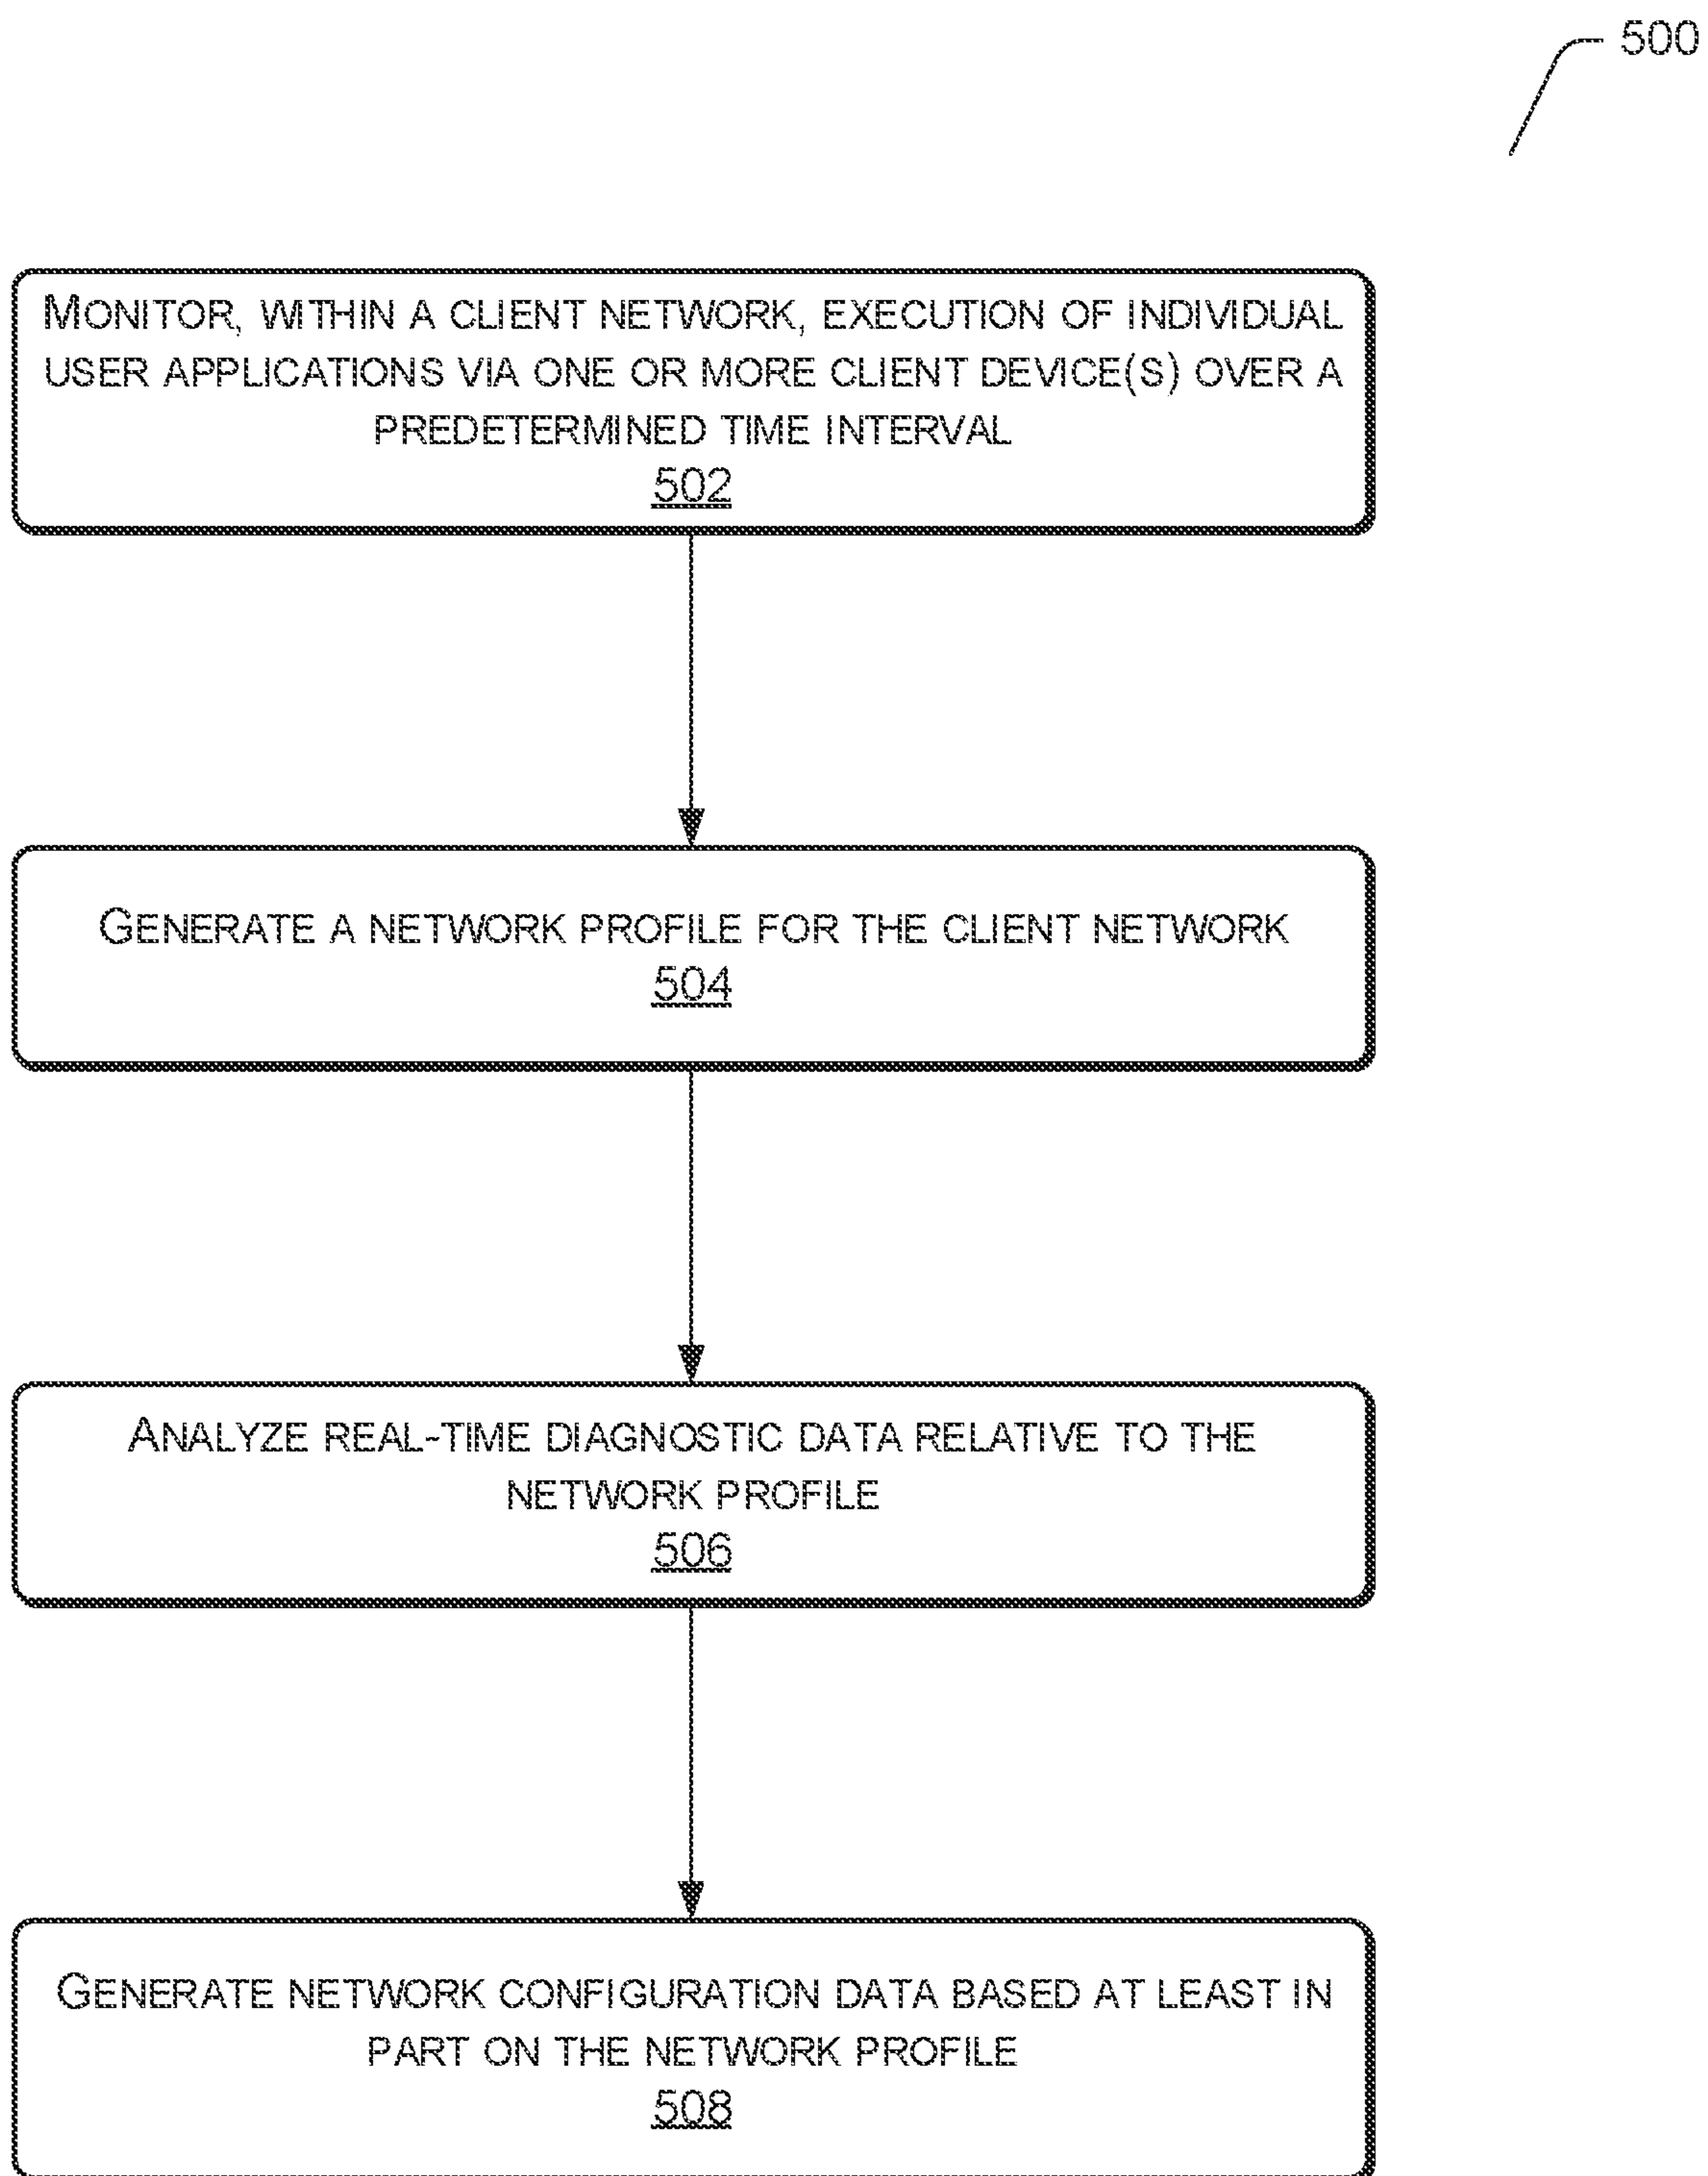 500
MONITOR, WITHIN A CLIENT NETWORK, EXECUTION OF INDIVIDUAL
USER APPLICATIONS VIA ONE OR MORE CLIENT DEVICE(S) OVER A
PREDETERMINED TIME INTERVAL
502
GENERATE A NETWORK PROFILE FOR THE CLIENT NETWORK
504
ANALYZE REAL-TIME DIAGNOSTIC DATA RELATIVE TO THE
NETWORK PROFILE
506
GENERATE NETWORK CONFIGURATION DATA BASED AT LEAST IN
PART ON THE NETWORK PROFILE
508